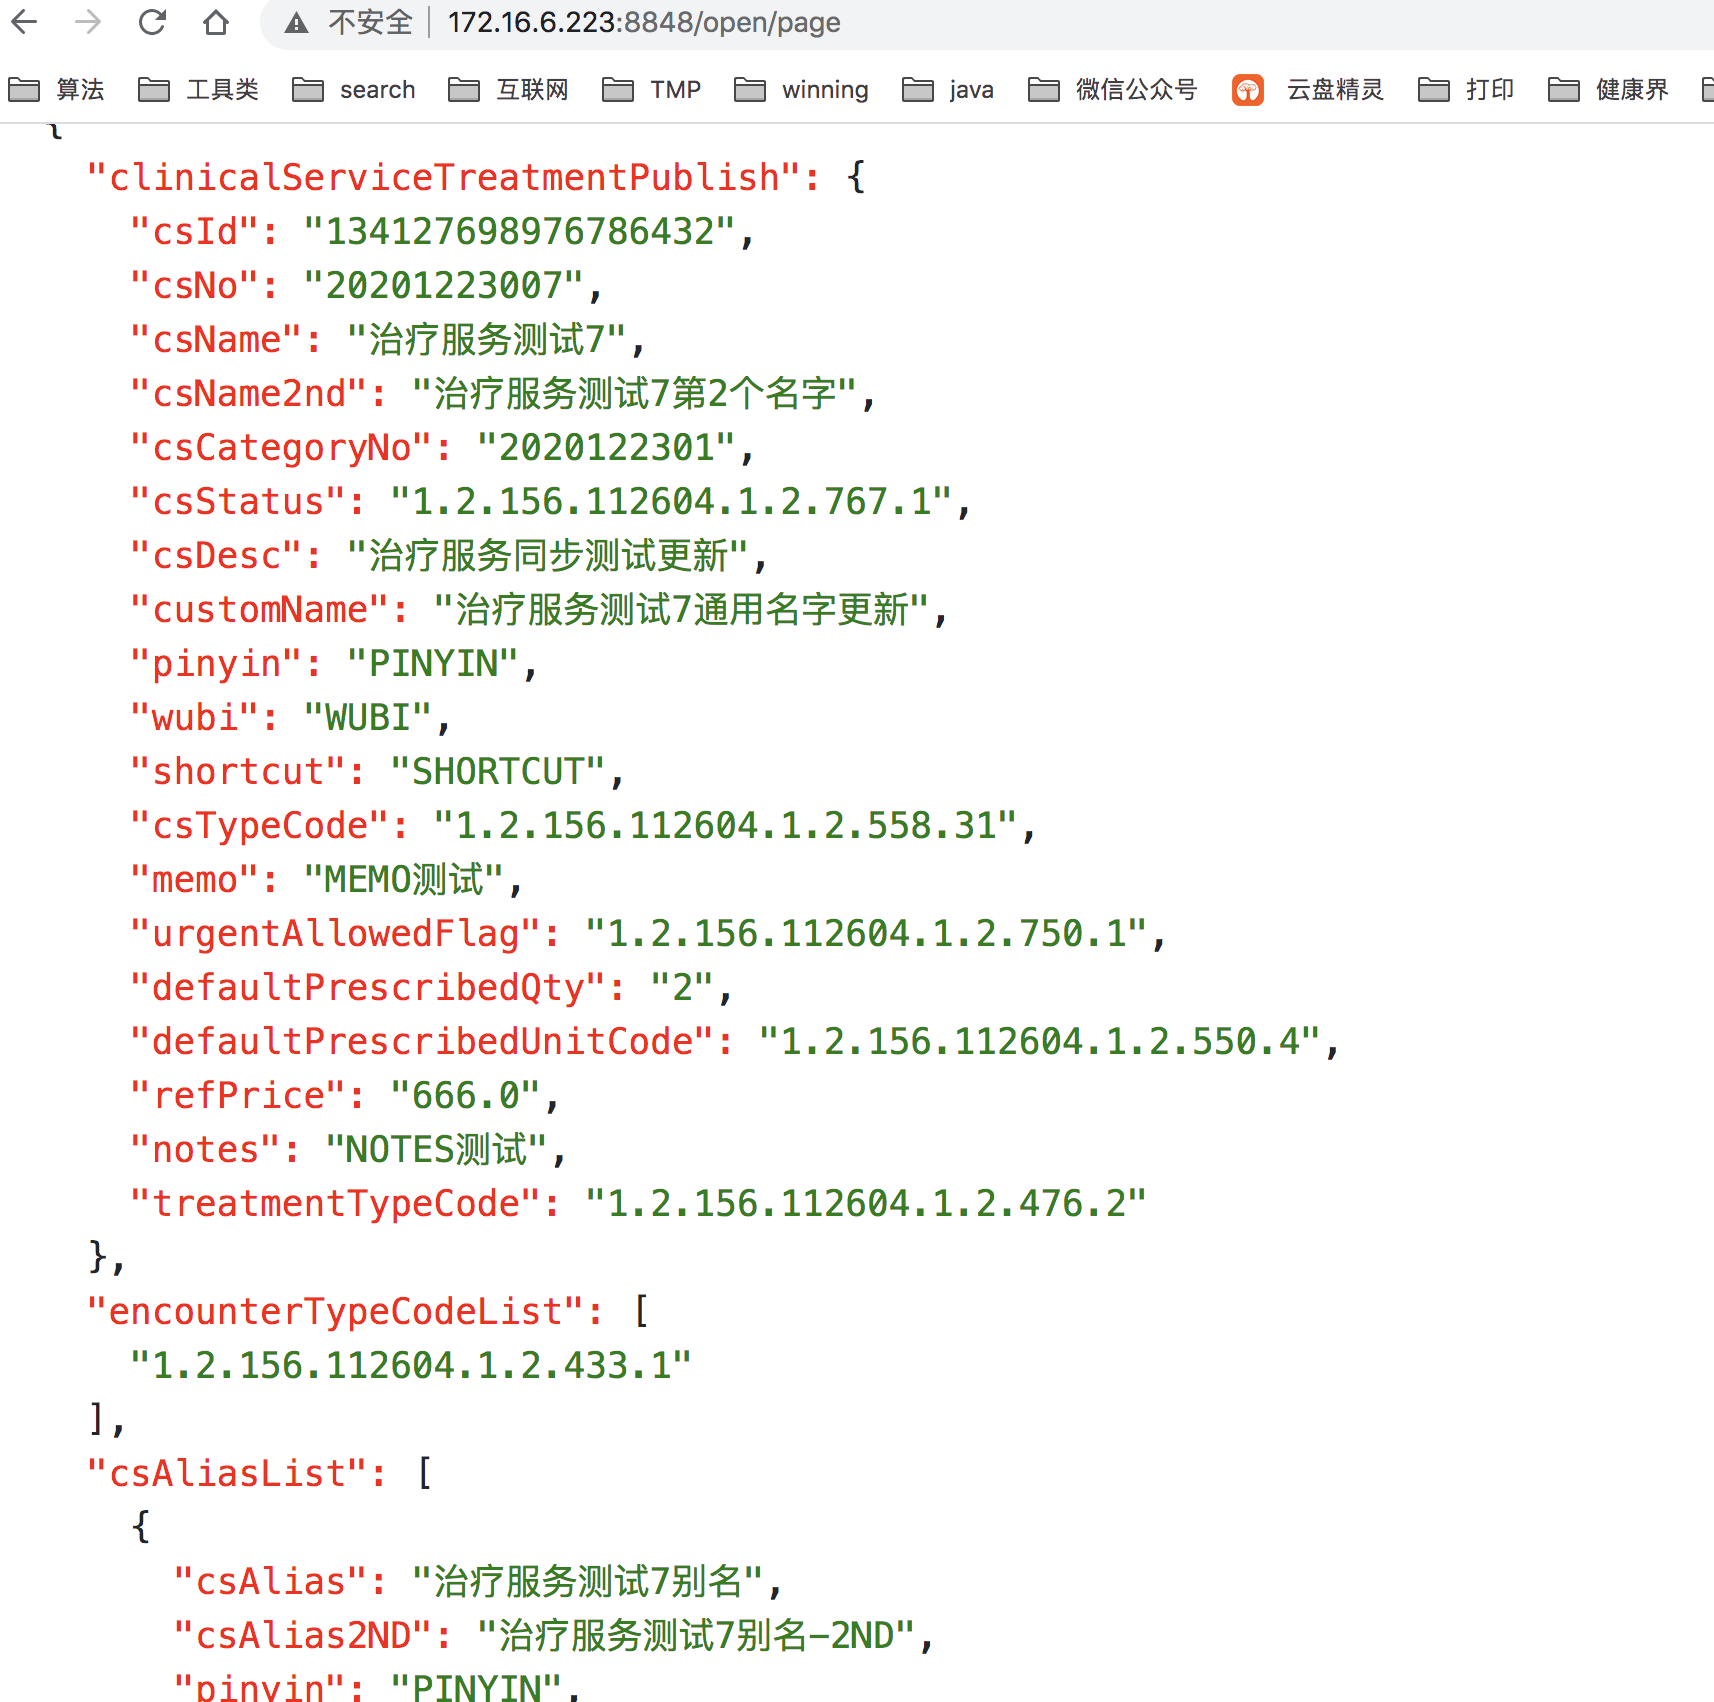 不安全 172.16.6.223:8848/open/page
算法 工具类 search 互联网 TMP winning java 微信公众号 云盘精灵 打印 健康界
{
"clinicalServiceTreatmentPublish": {
"csId": "134127698976786432",
"csNo": "20201223007",
"csName": "治疗服务测试7",
"csName2nd": "治疗服务测试7第2个名字",
"csCategoryNo": "2020122301",
"csStatus": "1.2.156.112604.1.2.767.1",
"csDesc": "治疗服务同步测试更新",
"customName": "治疗服务测试7通用名字更新",
"pinyin": "PINYIN",
"wubi": "WUBI",
"shortcut": "SHORTCUT",
"csTypeCode": "1.2.156.112604.1.2.558.31",
"memo": "MEMO测试",
"urgentAllowedFlag": "1.2.156.112604.1.2.750.1",
"defaultPrescribedQty": "2",
"defaultPrescribedUnitCode": "1.2.156.112604.1.2.550.4",
"refPrice": "666.0",
"notes": "NOTES测试",
"treatmentTypeCode": "1.2.156.112604.1.2.476.2"
},
"encounterTypeCodeList": [
"1.2.156.112604.1.2.433.1"
],
"csAliasList": [
{
"csAlias": "治疗服务测试7别名",
"csAlias2ND": "治疗服务测试7别名-2ND",
"pinyin": "PINYIN",